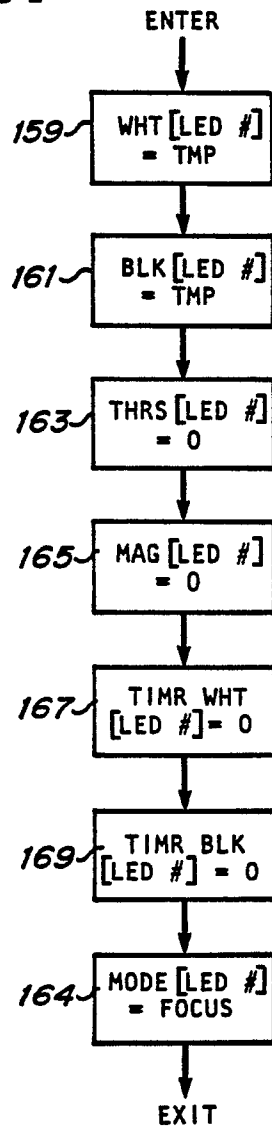 ENTER
159
WHT [LED #]
= TMP
161
BLK [LED #]
= TMP
163
THRS [LED #]
= 0
165
MAG [LED #]
= 0
167
TIMR WHT
[LED #] = 0
169
TIMR BLK
[LED #] = 0
164
MODE [LED #]
= FOCUS
EXIT